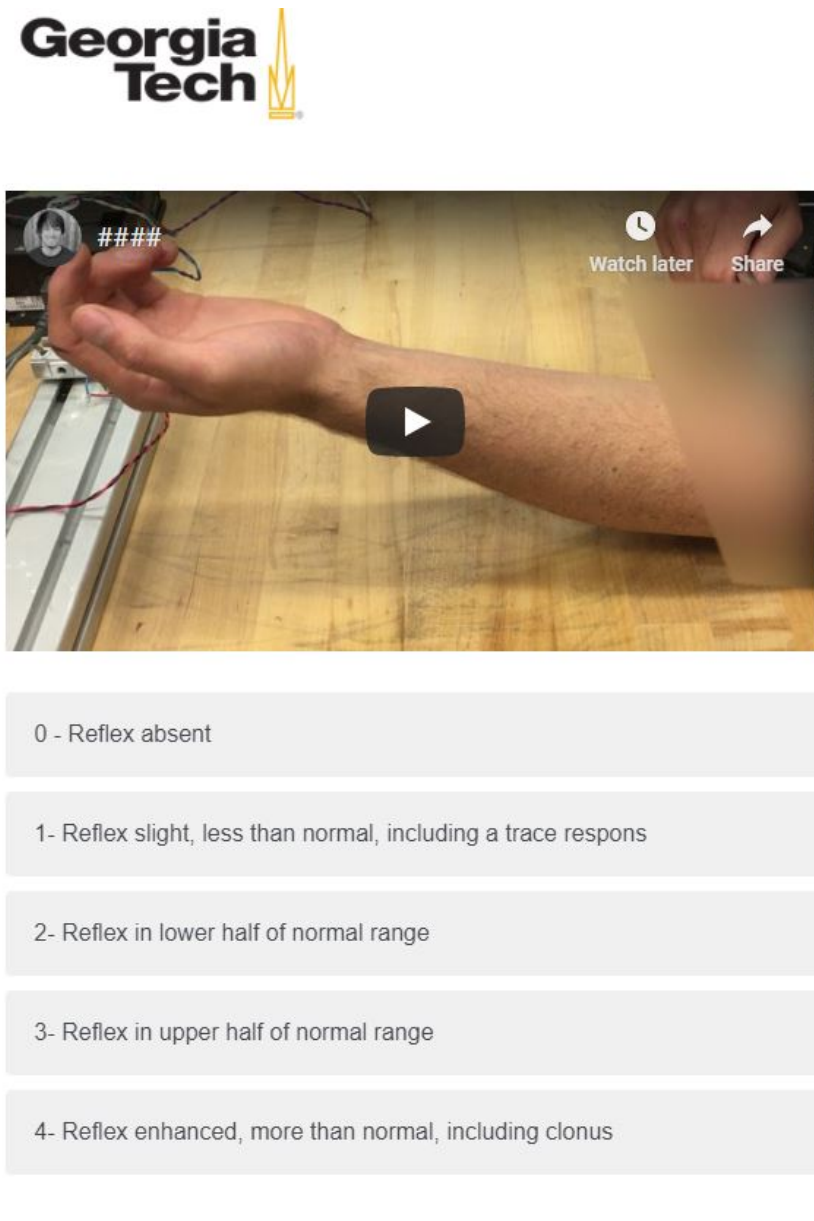 Georgia
Tech
####
Watch later
Share
0 - Reflex absent
1- Reflex slight, less than normal, including a trace respons
2- Reflex in lower half of normal range
3- Reflex in upper half of normal range
4- Reflex enhanced, more than normal, including clonus